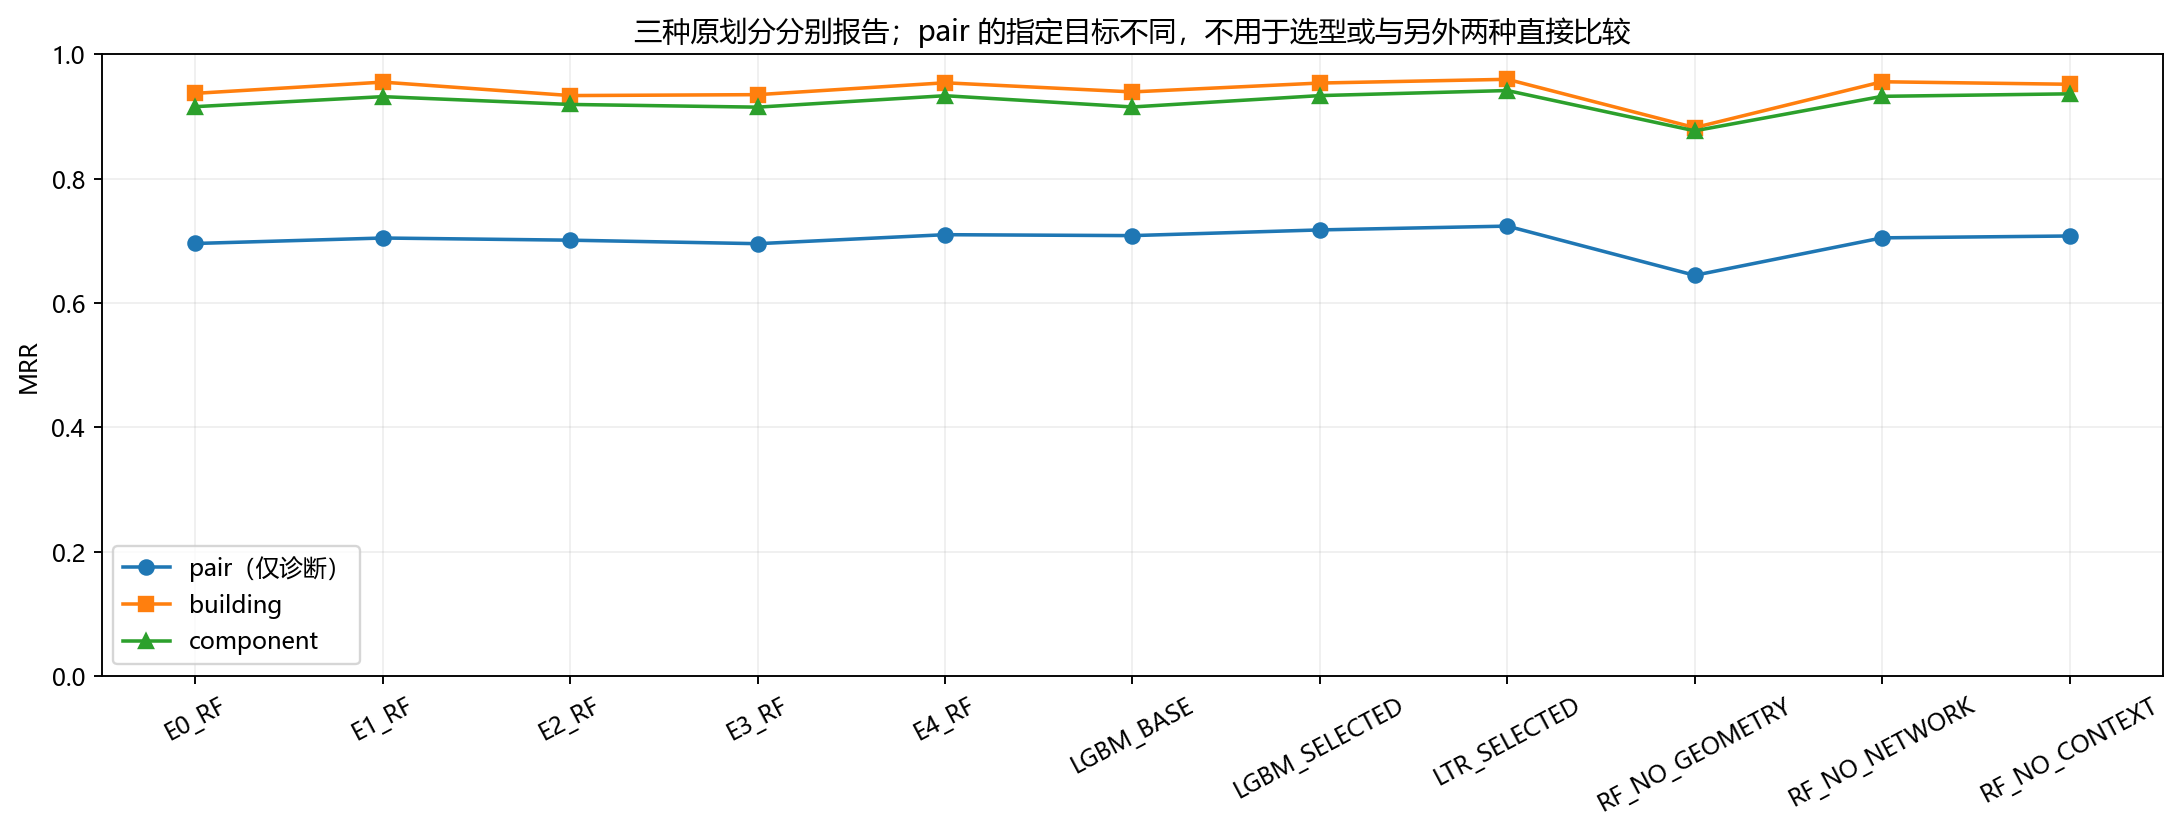 三种原划分分别报告；pair 的指定目标不同，不用于选型或与另外两种直接比较
MRR
1.0
0.8
0.6
0.4
0.2
0.0
pair（仅诊断）
building
component
E0_RF
E1_RF
E2_RF
E3_RF
E4_RF
LGBM_BASE
LGBM_SELECTED
LTR_SELECTED
RF_NO_GEOMETRY
RF_NO_NETWORK
RF_NO_CONTEXT